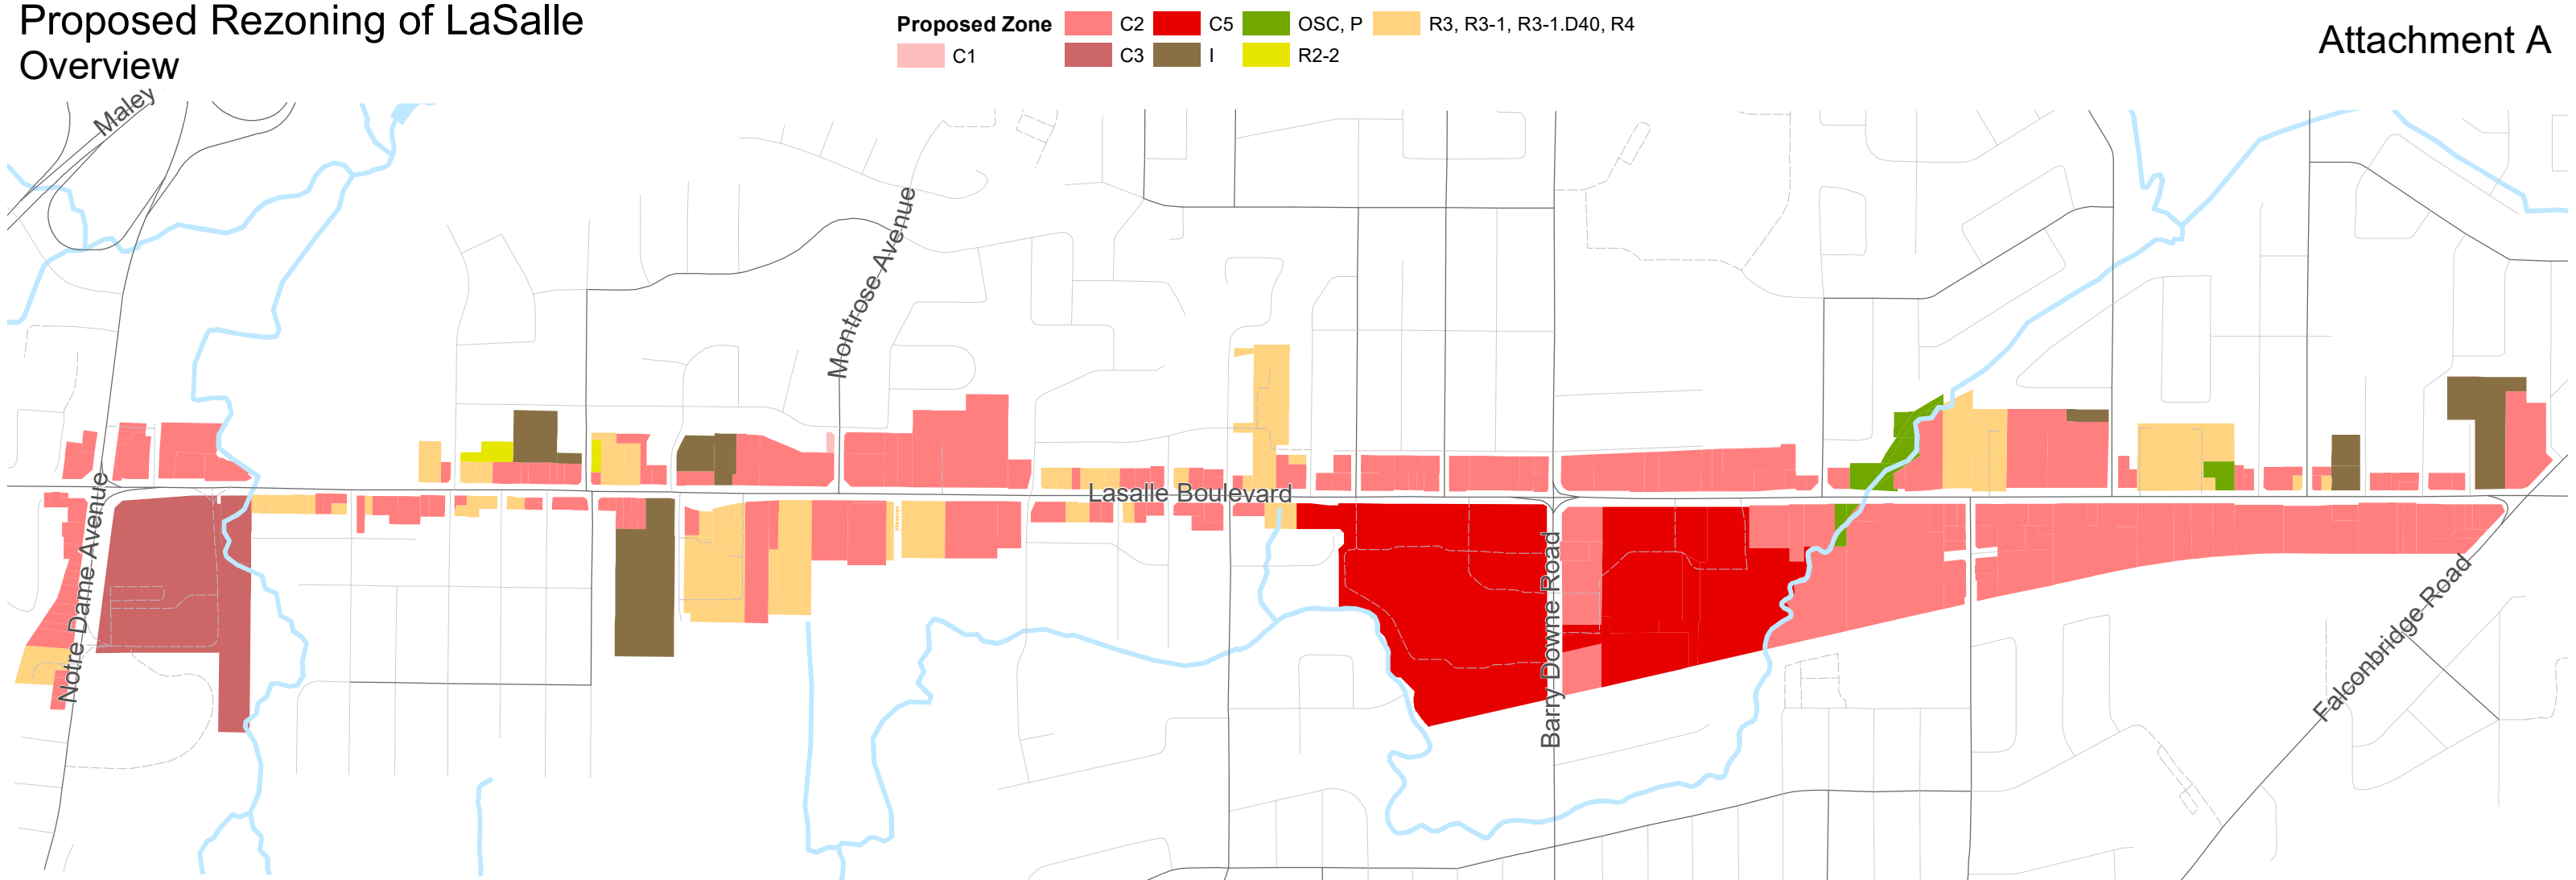 Proposed Rezoning of LaSalle
Overview
Proposed Zone
C1
C2
C3
C5
I
OSC, P
R2-2
R3, R3-1, R3-1.D40, R4
Attachment A
Maley
Montrose Avenue
Lasalle Boulevard
Notre Dame Avenue
Barry Downe Road
Falconbridge Road